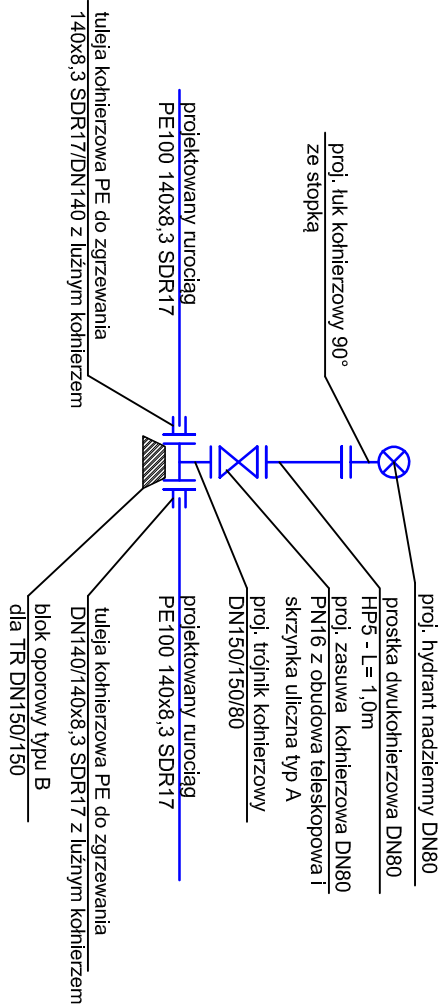 proj. hydrant nadziemny DN80
prostka dwukołnierzowa DN80
HP5 - L= 1,0m
proj. zasuwa kołnierzowa DN80
PN16 z obudowa teleskopowa i
skrzynka uliczna typ A
proj. trójnik kołnierzowy
DN150/150/80
projektowany rurociąg
PE100 140x8,3 SDR17
tuleja kołnierzowa PE do zgrzewania
DN140/140x8,3 SDR17 z luźnym kołnierzem
blok oporowy typu B
dla TR DN150/150
proj. łuk kołnierzowy 90°
ze stopką
projektowany rurociąg
PE100 140x8,3 SDR17
tuleja kołnierzowa PE do zgrzewania
140x8,3 SDR17/DN140 z luźnym kołnierzem